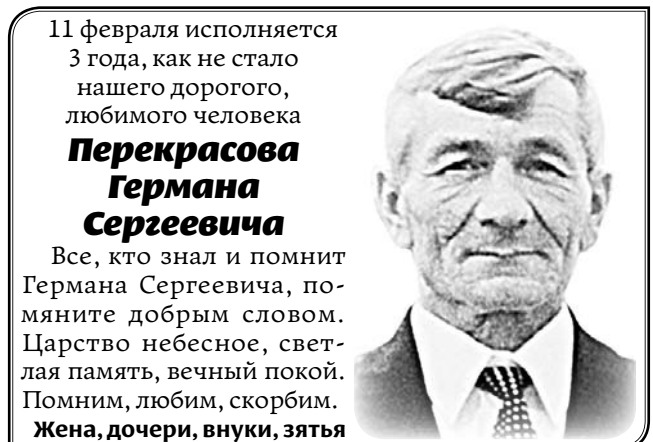 11 февраля исполняется
3 года, как не стало
нашего дорогого,
любимого человека
Перекрасова
Германа
Сергеевича
Все, кто знал и помнит
Германа Сергеевича, по-
мяните добрым словом.
Царство небесное, свет-
лая память, вечный покой.
Помним, любим, скорбим.
Жена, дочери, внуки, зятья